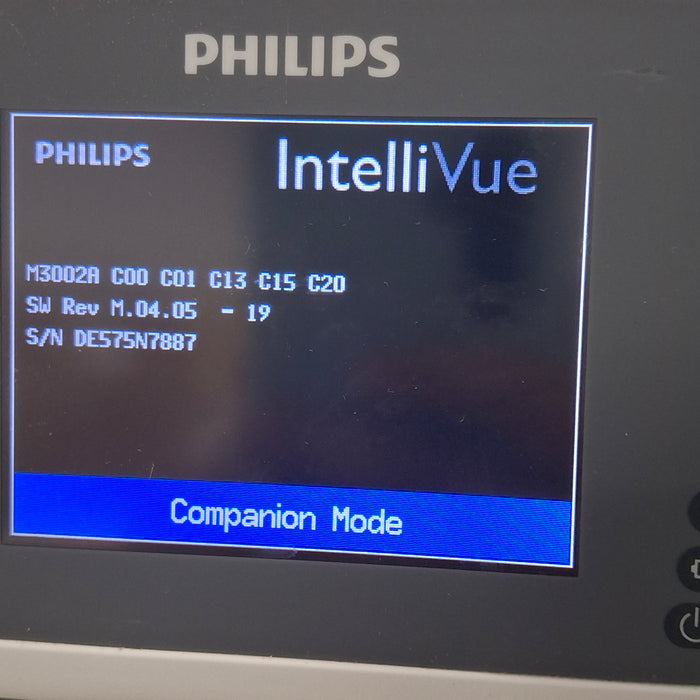 PHILIPS
PHILIPS
IntelliVue
M3002A C00 C01 C13 C15 C20
SW Rev M.04.05 - 19
S/N DE575N7887
Companion Mode